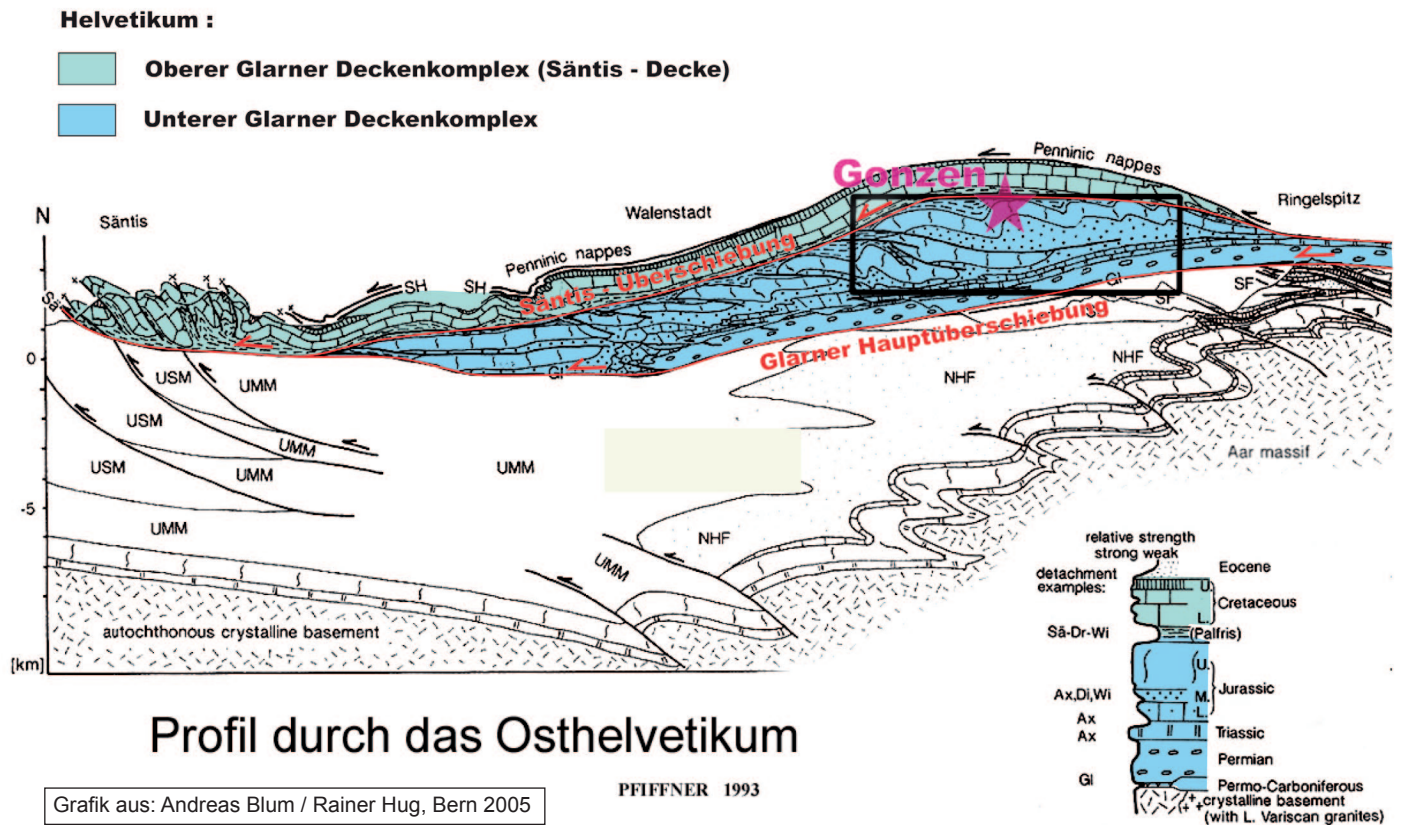 Helvetikum :
Oberer Glarner Deckenkomplex (Säntis - Decke)
Unterer Glarner Deckenkomplex
Penninic nappes
Gonzen
Ringelspitz
N
Säntis
Walenstadt
Penninic nappes
SH
SH
Säntis - Überschiebung
Sä
Gl
SF
SF
Glarner Hauptüberschiebung
0
Gl
NHF
NHF
USM
UMM
USM
UMM
USM
UMM
UMM
Aar massif
-5
UMM
NHF
UMM
autochthonous crystalline basement
[km]
relative strength
strong weak
detachment
examples:
Eocene
U.
Cretaceous
L.
Sä-Dr-Wi
(Palfris)
U.
Jurassic
Ax,Di,Wi
M.
Ax
L.
Ax
Triassic
Permian
Gl
Permo-Carboniferous
crystalline basement
(with L. Variscan granites)
Profil durch das Osthelvetikum
PFIFFNER 1993
Grafik aus: Andreas Blum / Rainer Hug, Bern 2005